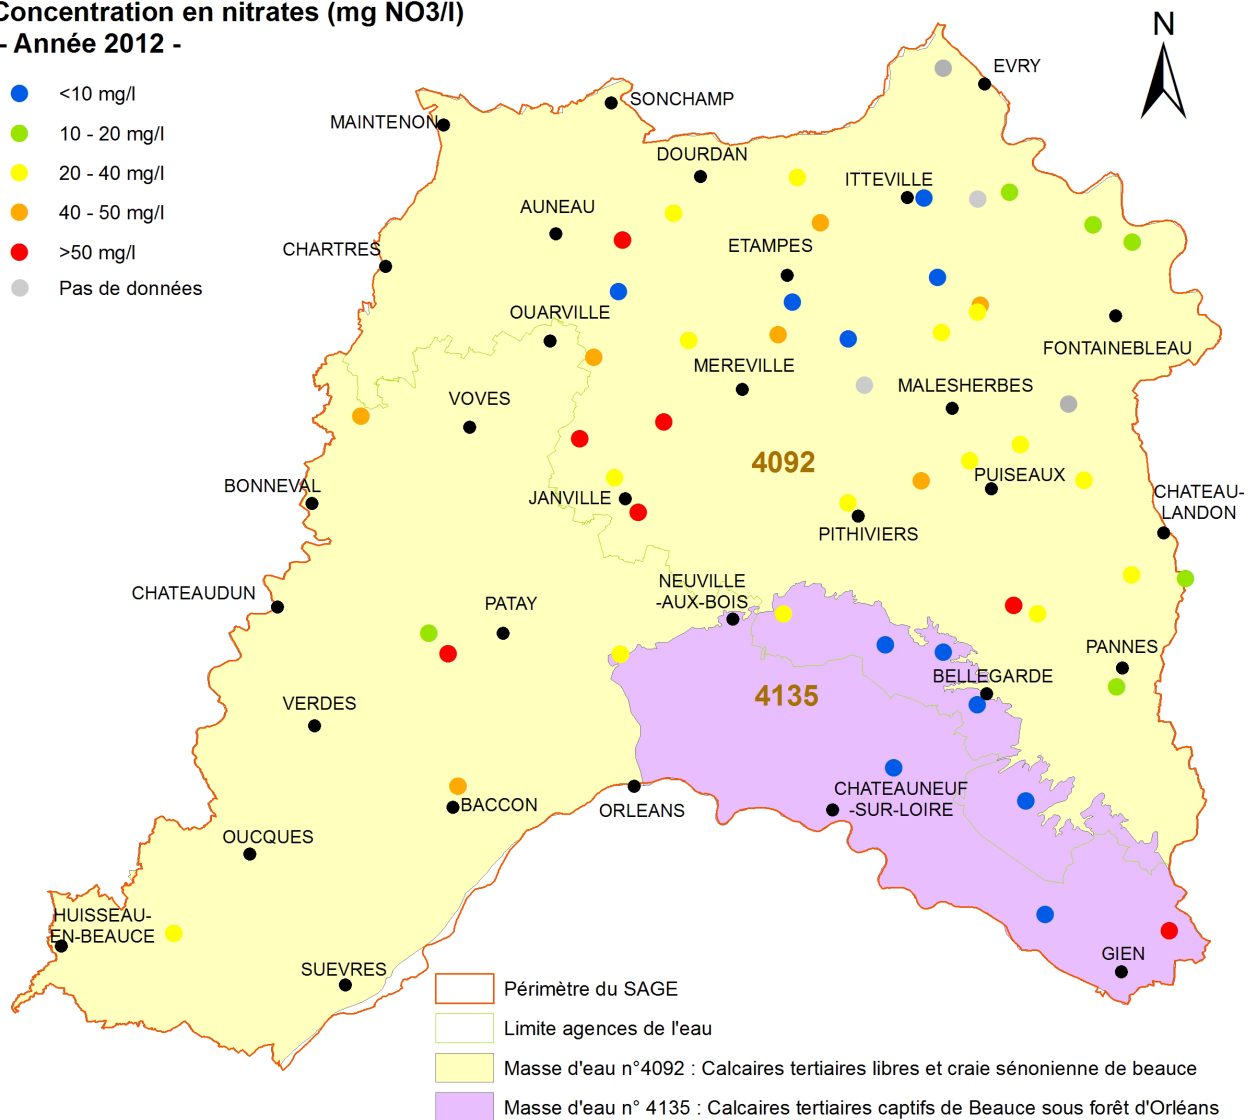 Concentration en nitrates (mg NO3/l)
- Année 2012 -
<10 mg/l
10 - 20 mg/l
20 - 40 mg/l
40 - 50 mg/l
>50 mg/l
Pas de données
N
EVRY
SONCHAMP
MAINTENON
DOURDAN
ITTEVILLE
AUNEAU
ETAMPES
CHARTRES
OUARVILLE
FONTAINEBLEAU
MEREVILLE
MALESHERBES
VOVES
4092
PUISEAUX
BONNEVAL
JANVILLE
CHATEAU-
LANDON
PITHIVIERS
NEUVILLE
-AUX-BOIS
CHATEAUDUN
PATAY
PANNES
BELLEGARDE
4135
VERDES
CHATEAUNEUF
-SUR-LOIRE
BACCON
ORLEANS
OUCQUES
HUISSEAU-
EN-BEAUCE
GIEN
SUEVRES
Périmètre du SAGE
Limite agences de l'eau
Masse d'eau n°4092 : Calcaires tertiaires libres et craie sénonienne de beauce
Masse d'eau n° 4135 : Calcaires tertiaires captifs de Beauce sous forêt d'Orléans